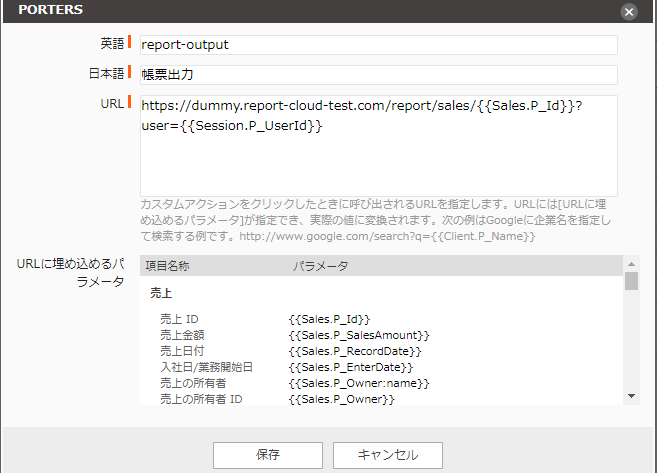 PORTERS
英語 report-output
日本語 帳票出力
URL https://dummy.report-cloud-test.com/report/sales/{{Sales.P_Id}}?
user={{Session.P_UserId}}
カスタムアクションをクリックしたときに呼び出されるURLを指定します。URLには[URLに埋
め込めるパラメータ]が指定でき、実際の値に変換されます。次の例はGoogleに企業名を指定し
て検索する例です。http://www.google.com/search?q={{Client.P_Name}}
URLに埋め込めるパ
ラメータ
項目名称 パラメータ
売上
売上 ID {{Sales.P_Id}}
売上金額 {{Sales.P_SalesAmount}}
売上日付 {{Sales.P_RecordDate}}
入社日/業務開始日 {{Sales.P_EnterDate}}
売上の所有者 {{Sales.P_Owner:name}}
売上の所有者 ID {{Sales.P_Owner}}
保存 キャンセル